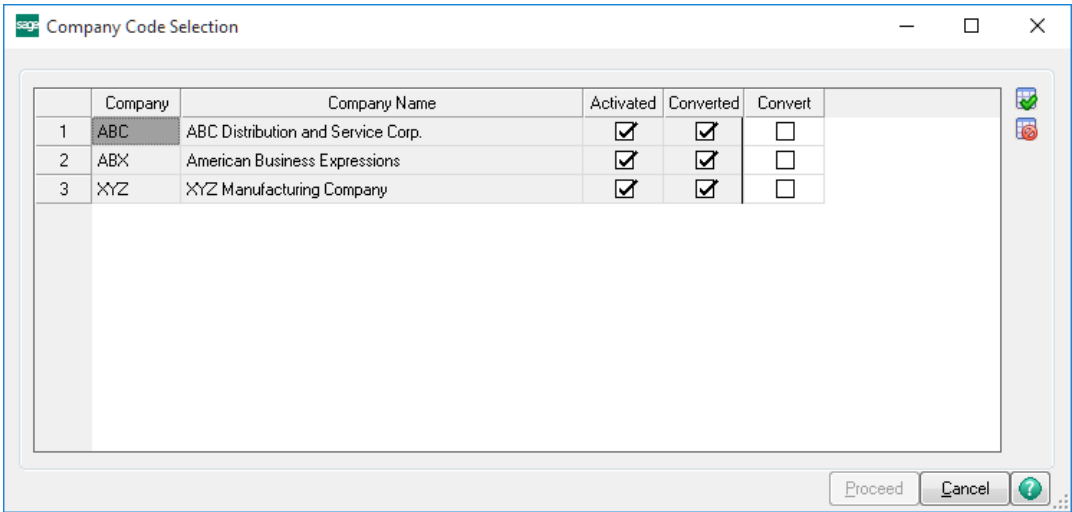 sage Company Code Selection
Company Company Name Activated Converted Convert
1 ABC ABC Distribution and Service Corp.
2 ABX American Business Expressions
3 XYZ XYZ Manufacturing Company
Proceed Cancel ?